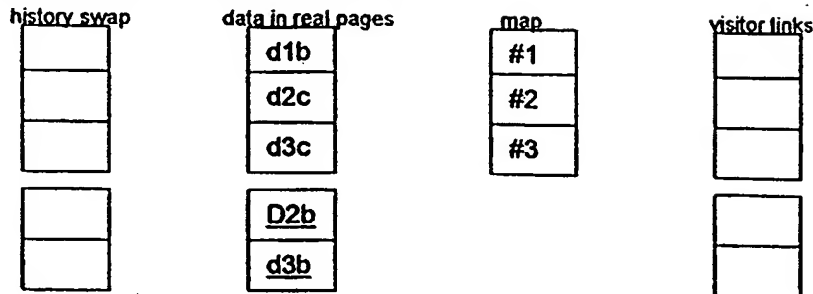 history swap data in real pages map visitor links
d1b #1
d2c #2
d3c #3
D2b
d3b